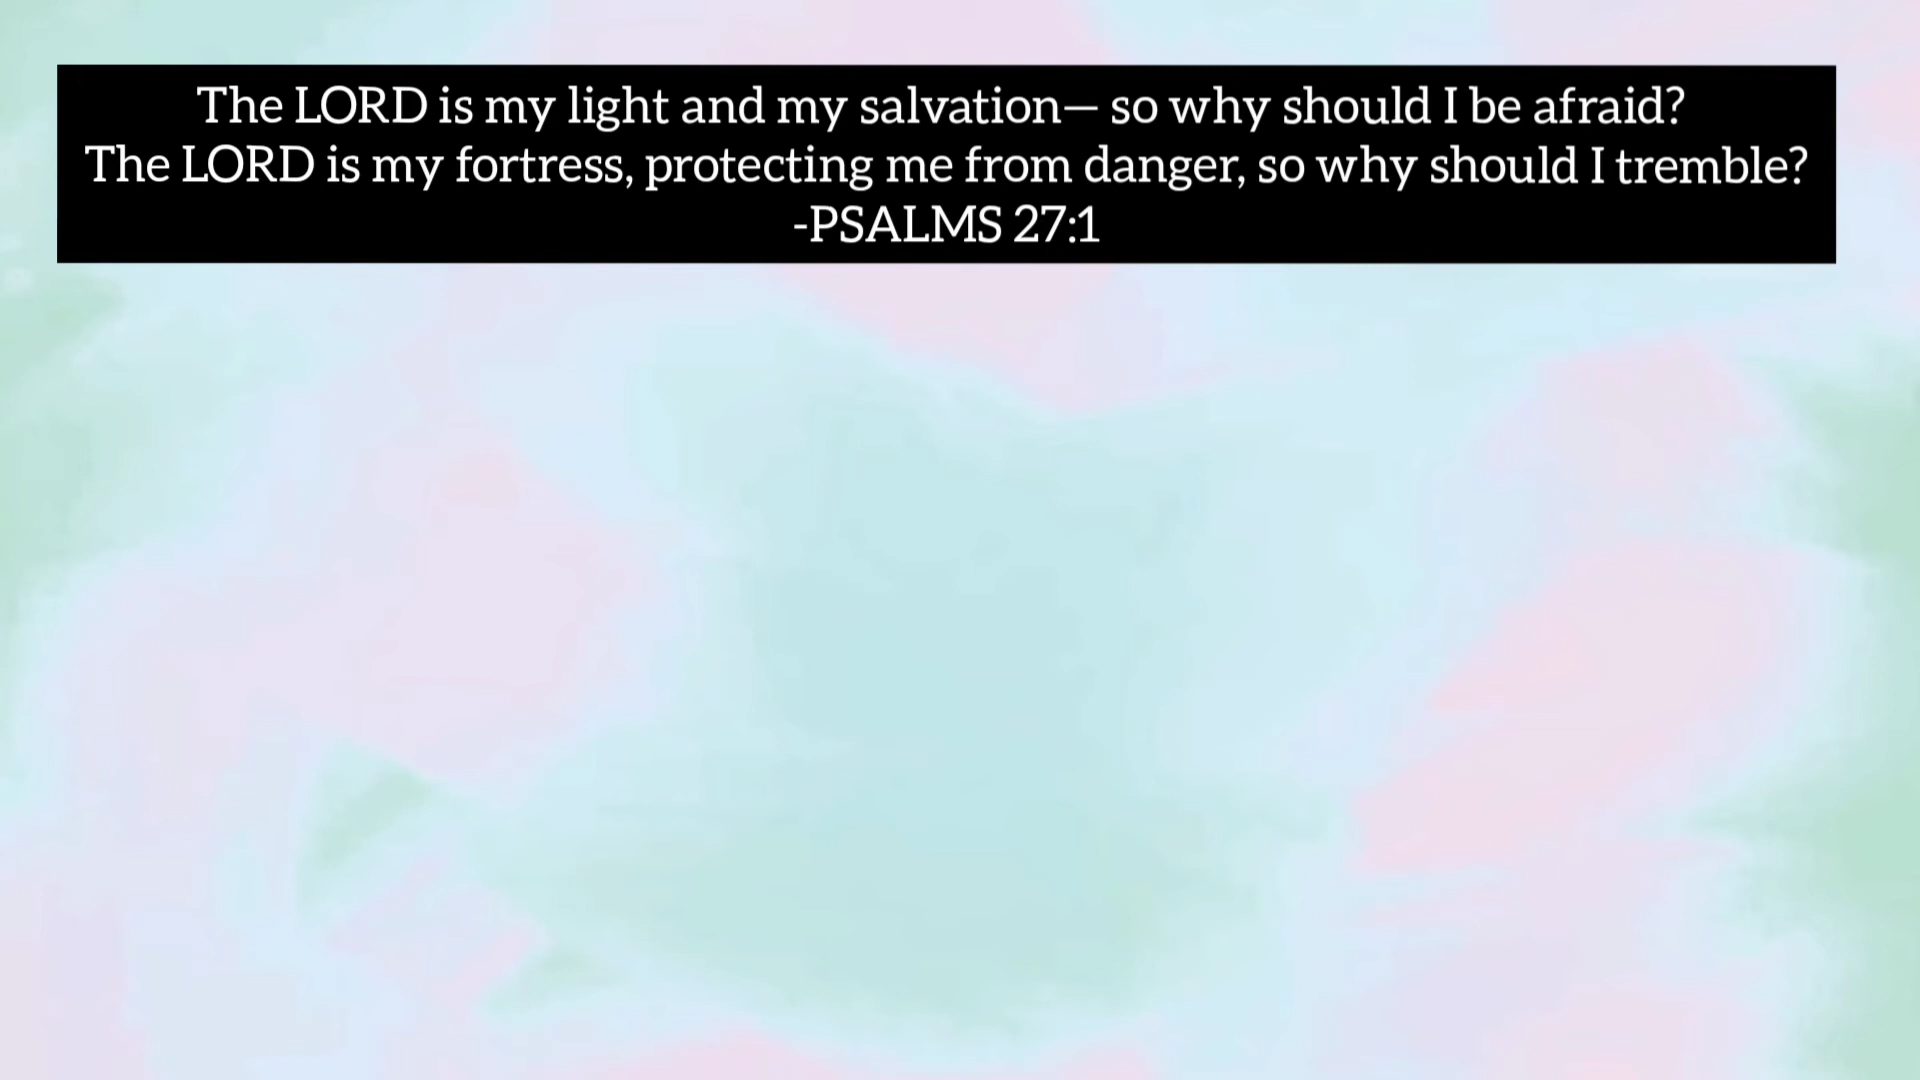 The LORD is my light and my salvation— so why should I be afraid?
The LORD is my fortress, protecting me from danger, so why should I tremble?
-PSALMS 27:1